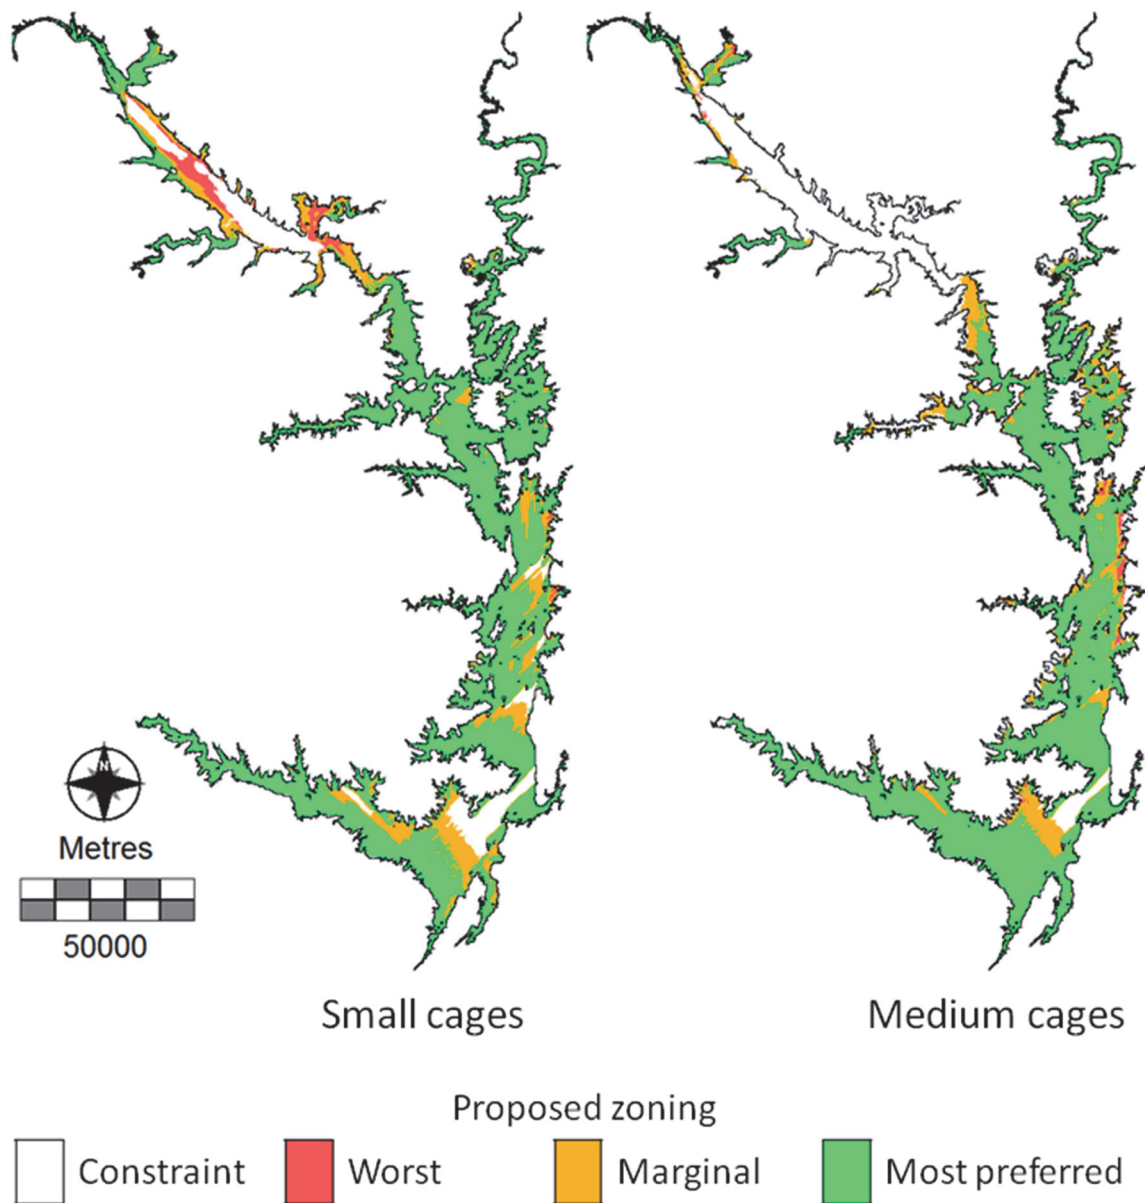 N
Metres
50000
Small cages
Medium cages
Proposed zoning
Constraint
Worst
Marginal
Most preferred